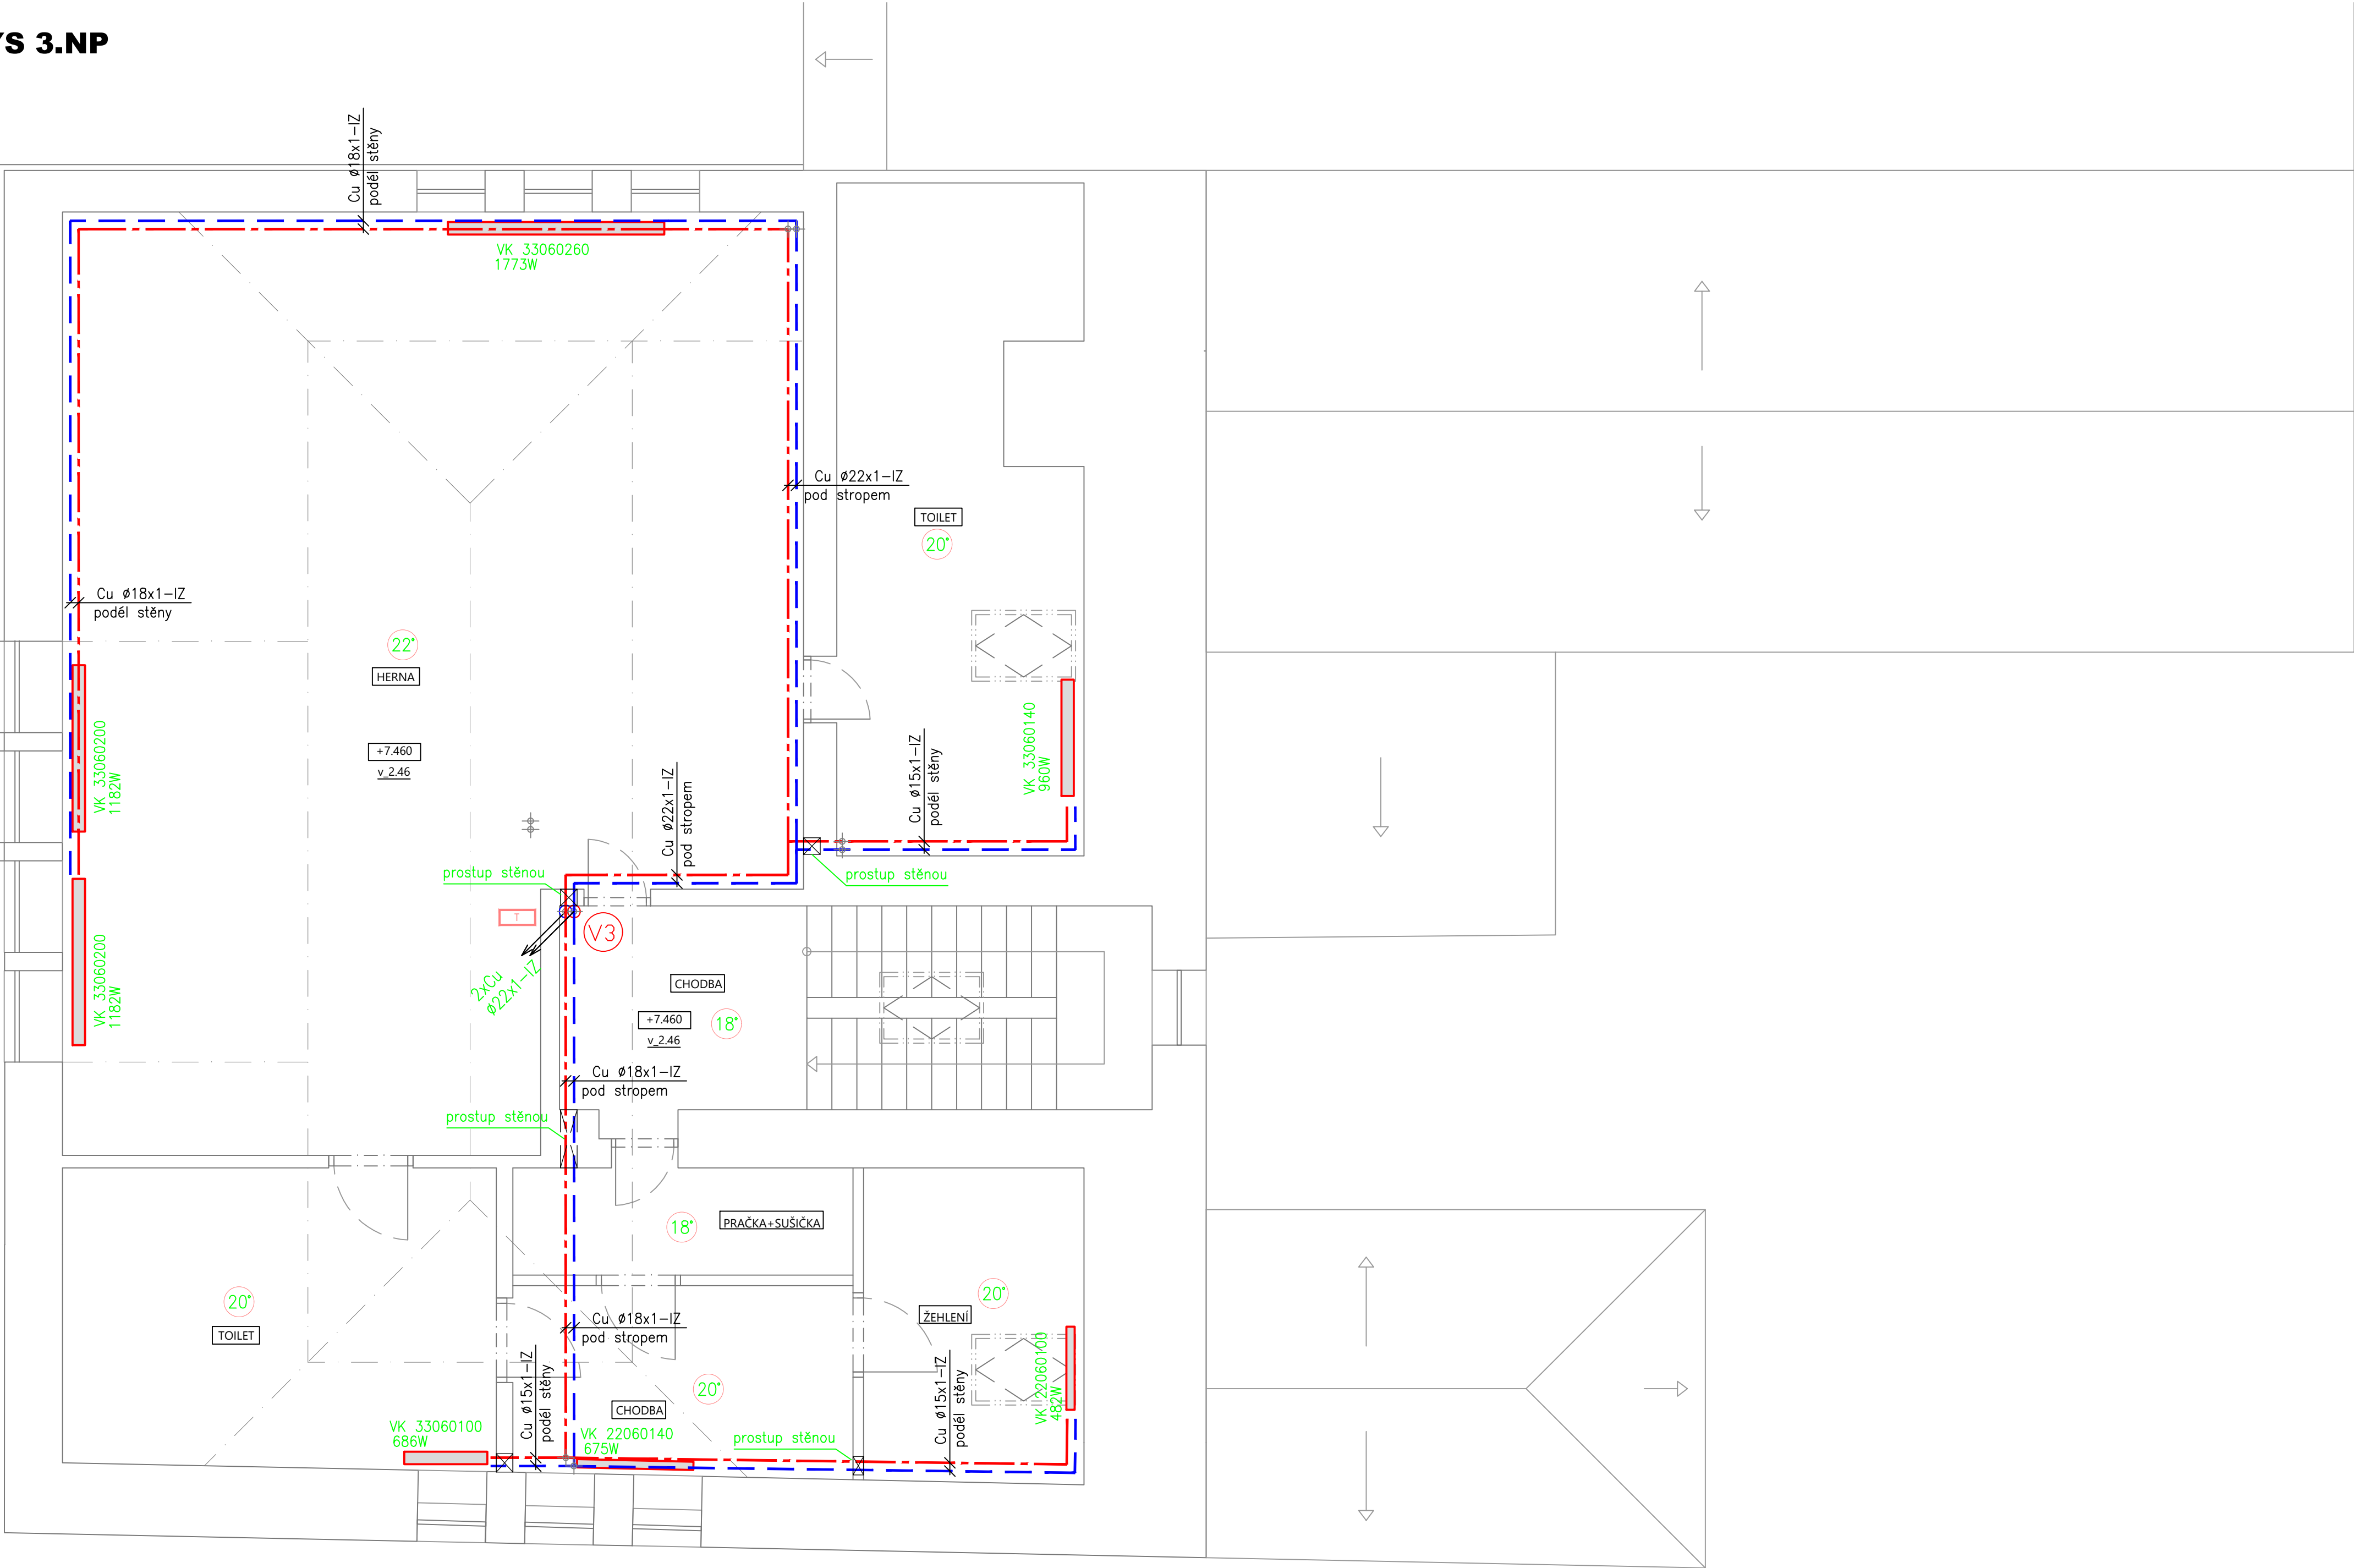 YS 3.NP
Cu ø18x1-IZ
podél stěny
VK 33060260
1773W
Cu ø22x1-IZ
pod stropem
TOILET
20°
Cu ø18x1-IZ
podél stěny
22°
HERNA
+7.460
v_2.46
VK 33060200
1182W
VK 33060140
960W
Cu ø15x1-IZ
podél stěny
Cu ø22x1-IZ
pod stropem
prostup stěnou
prostup stěnou
T
V3
2xCu
ø22x1-IZ
VK 33060200
1182W
CHODBA
+7.460
18°
v_2.46
Cu ø18x1-IZ
pod stropem
prostup stěnou
18°
PRAČKA+SUŠIČKA
20°
TOILET
20°
ŽEHLENÍ
Cu ø18x1-IZ
pod stropem
VK 22060100
482W
Cu ø15x1-IZ
podél stěny
Cu ø15x1-IZ
podél stěny
20°
CHODBA
VK 33060100
686W
VK 22060140
675W
prostup stěnou